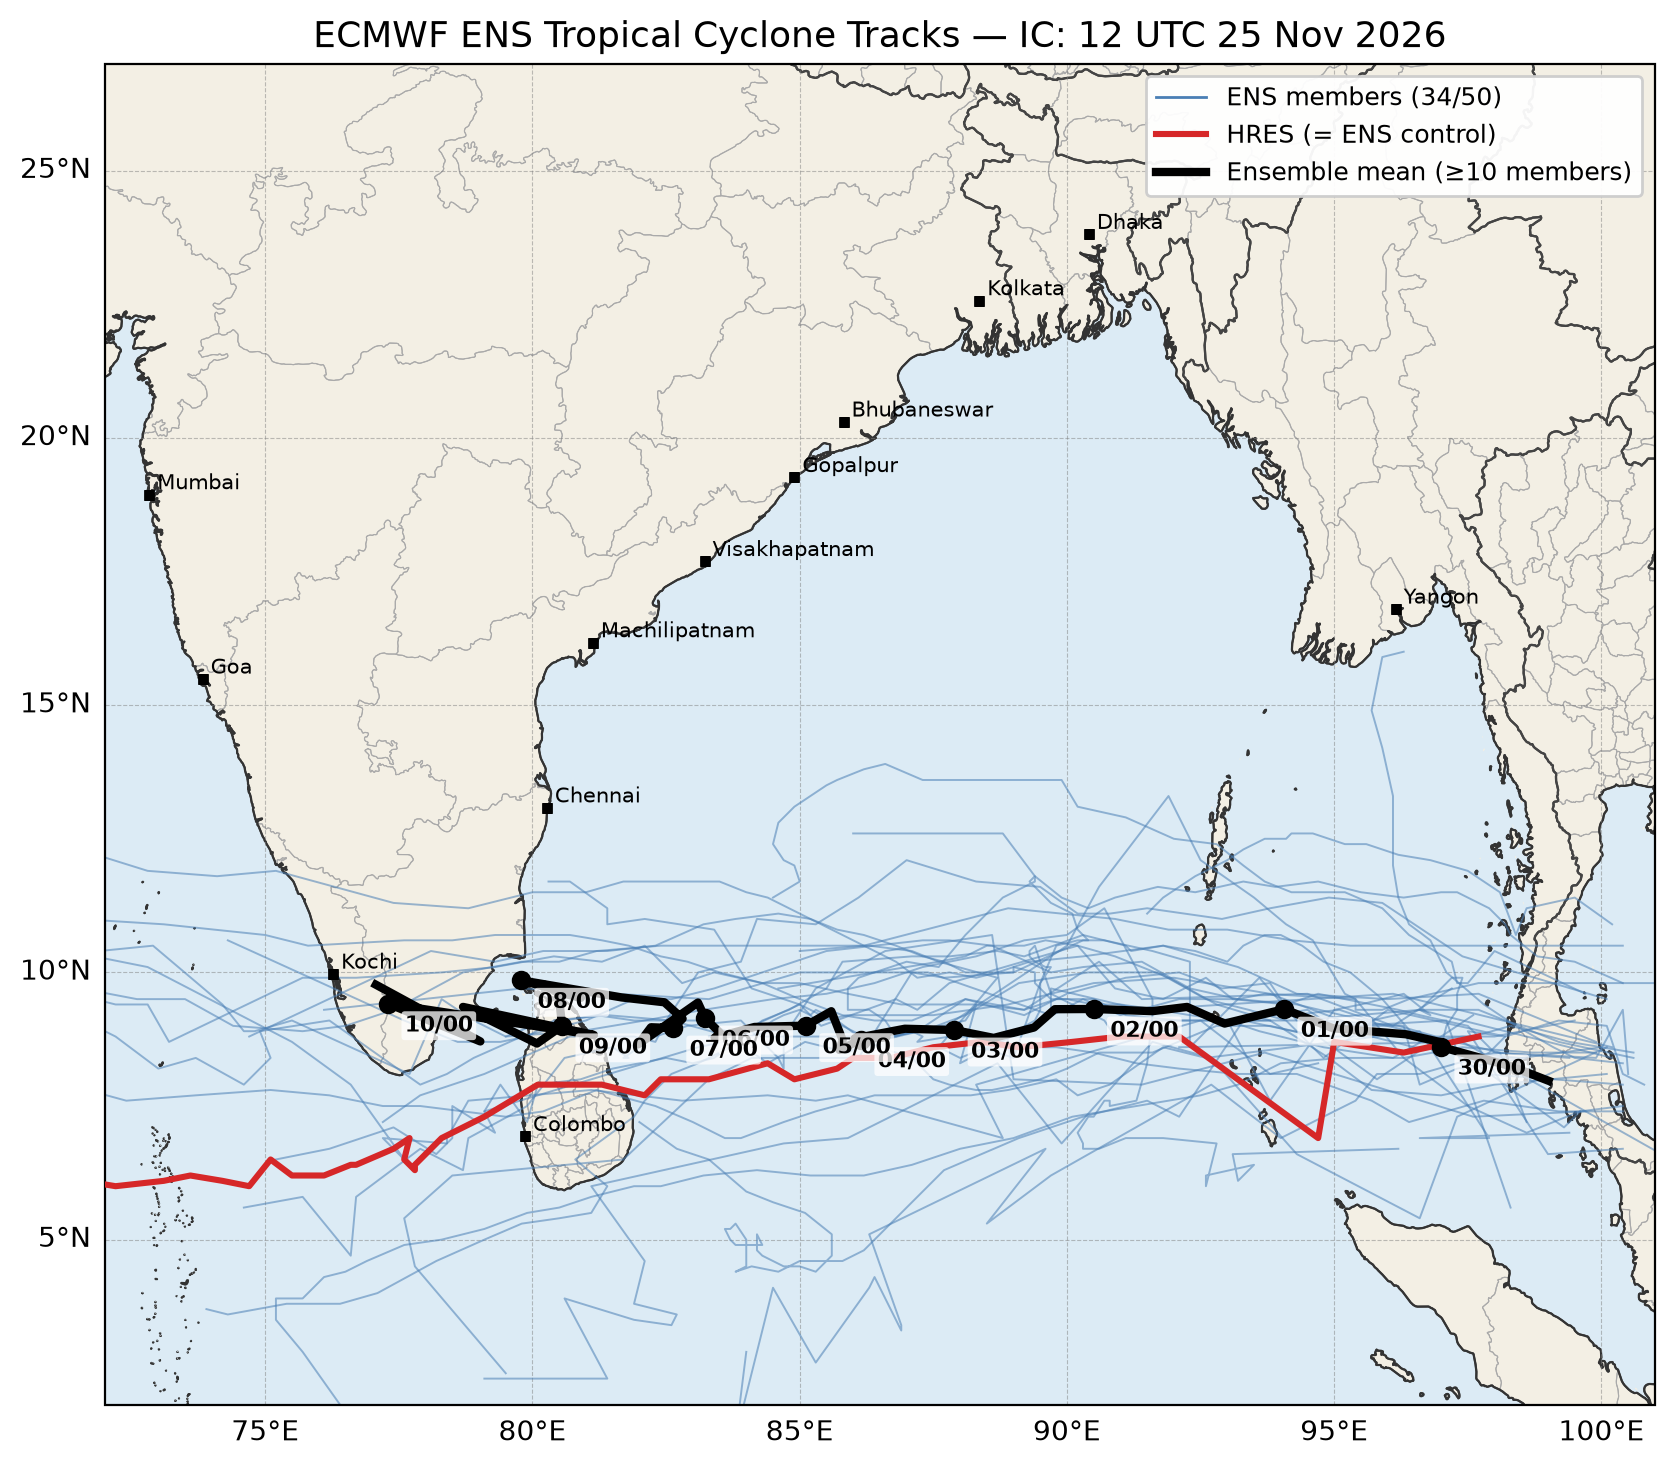 ECMWF ENS Tropical Cyclone Tracks — IC: 12 UTC 25 Nov 2026
ENS members (34/50)
HRES (= ENS control)
Ensemble mean (≥10 members)
25°N
20°N
15°N
10°N
5°N
Dhaka
Kolkata
Bhubaneswar
Gopalpur
Mumbai
Visakhapatnam
Yangon
Machilipatnam
Goa
Chennai
Kochi
Colombo
08/00
10/00
09/00
07/00
06/00
05/00
04/00
03/00
02/00
01/00
30/00
75°E
80°E
85°E
90°E
95°E
100°E